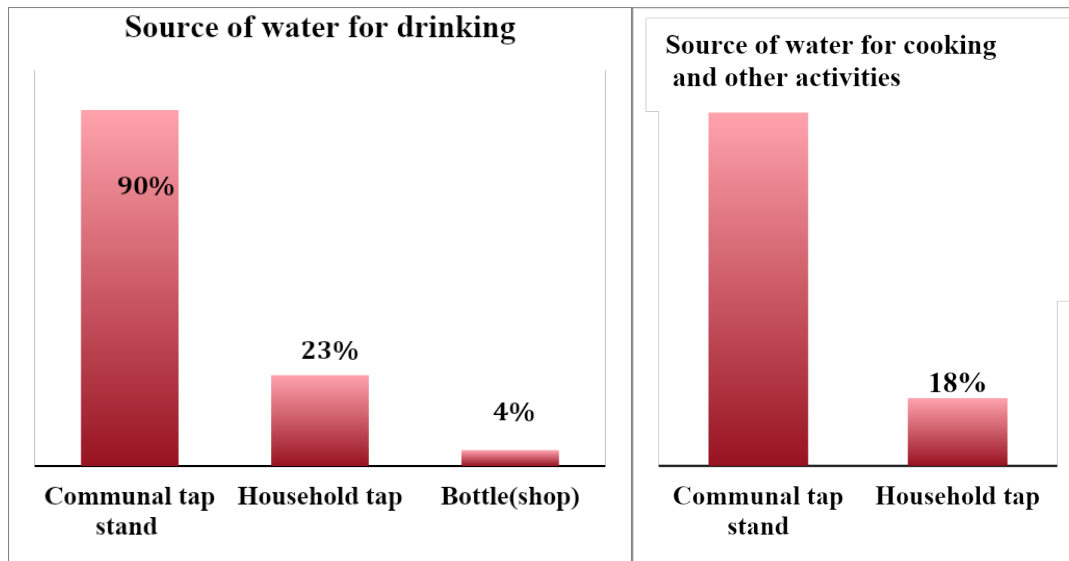 Source of water for drinking
90%
23%
4%
Communal tap
stand
Household tap
Bottle(shop)
Source of water for cooking
and other activities
18%
Communal tap
stand
Household tap